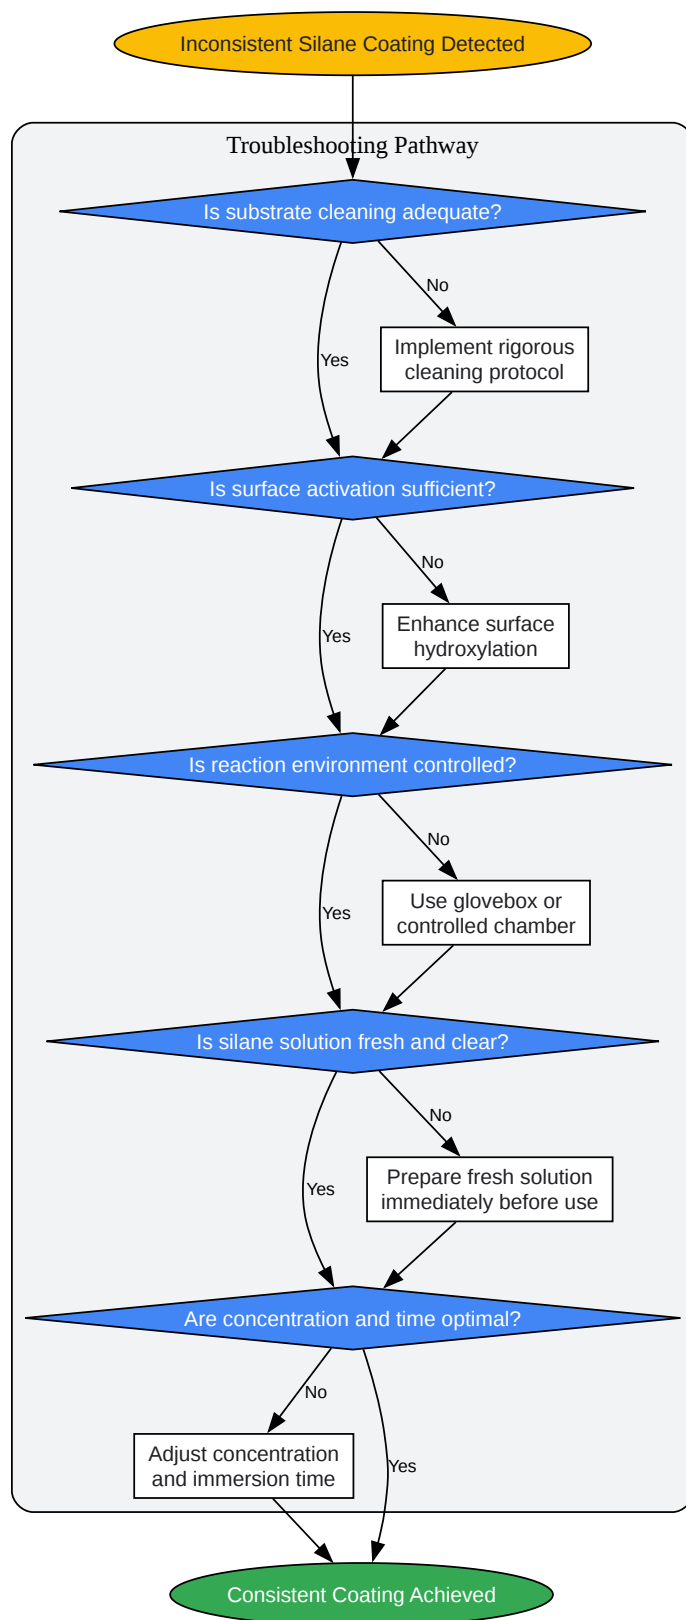 Inconsistent Silane Coating Detected
Troubleshooting Pathway
Is substrate cleaning adequate?
No
Yes
Implement rigorous
cleaning protocol
Is surface activation sufficient?
No
Yes
Enhance surface
hydroxylation
Is reaction environment controlled?
No
Yes
Use glovebox or
controlled chamber
Is silane solution fresh and clear?
No
Yes
Prepare fresh solution
immediately before use
Are concentration and time optimal?
No
Yes
Adjust concentration
and immersion time
Consistent Coating Achieved